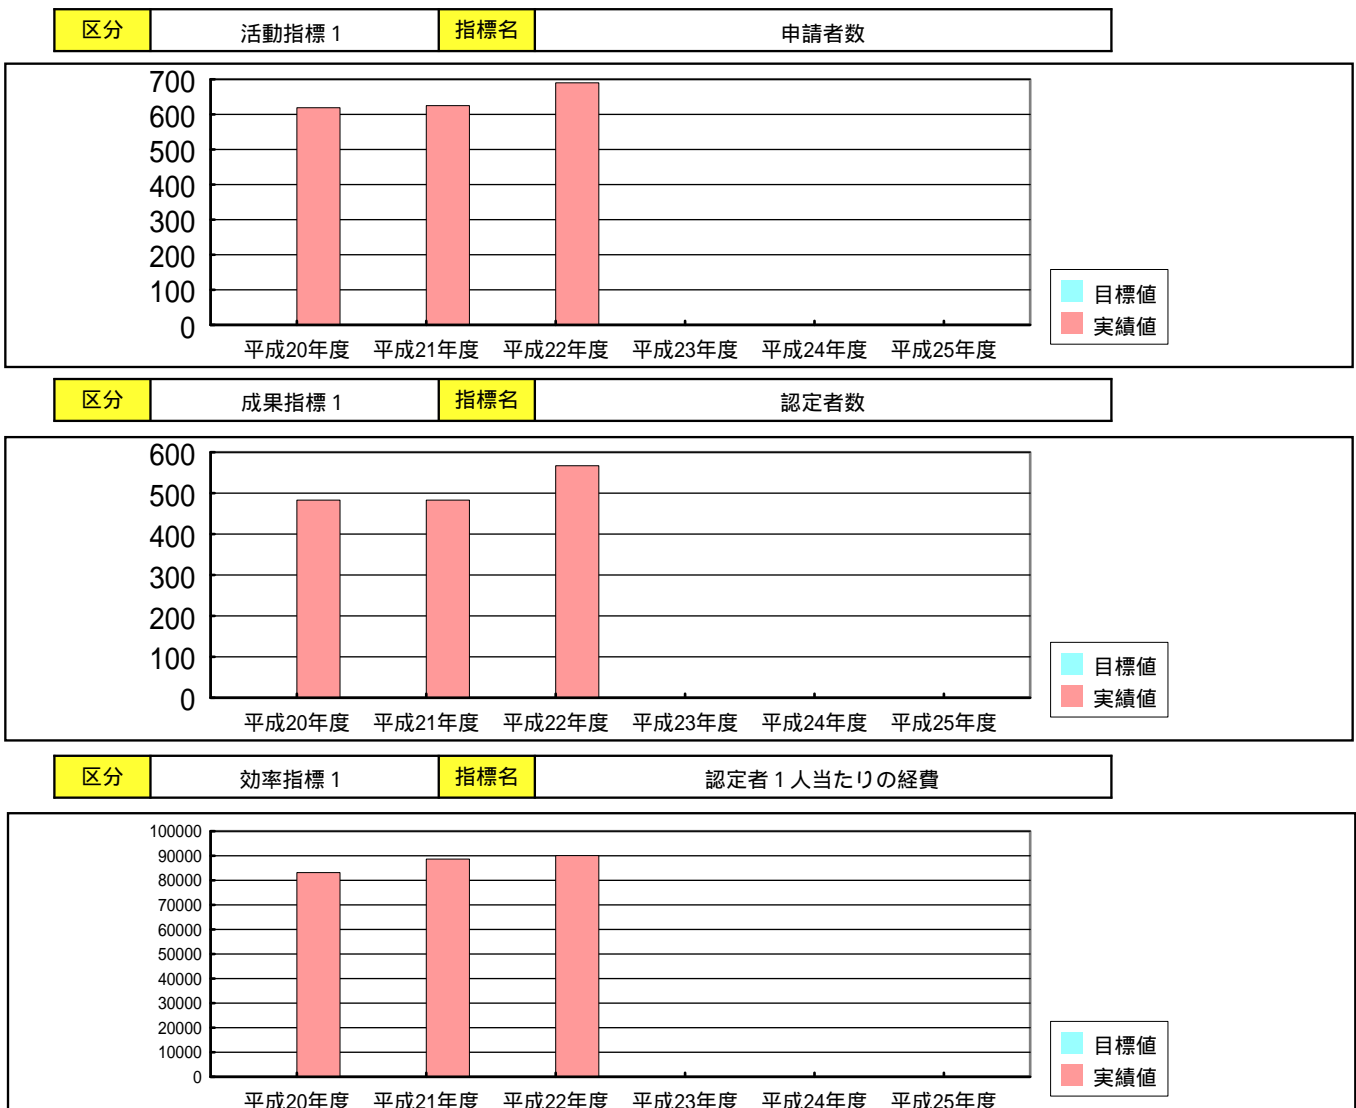 区分 活動指標１ 指標名 申請者数
700
600
500
400
300
200
100
0
平成20年度 平成21年度 平成22年度 平成23年度 平成24年度 平成25年度
目標値
実績値
区分 成果指標１ 指標名 認定者数
600
500
400
300
200
100
0
平成20年度 平成21年度 平成22年度 平成23年度 平成24年度 平成25年度
目標値
実績値
区分 効率指標１ 指標名 認定者１人当たりの経費
100000
90000
80000
70000
60000
50000
40000
30000
20000
10000
0
平成20年度 平成21年度 平成22年度 平成23年度 平成24年度 平成25年度
目標値
実績値